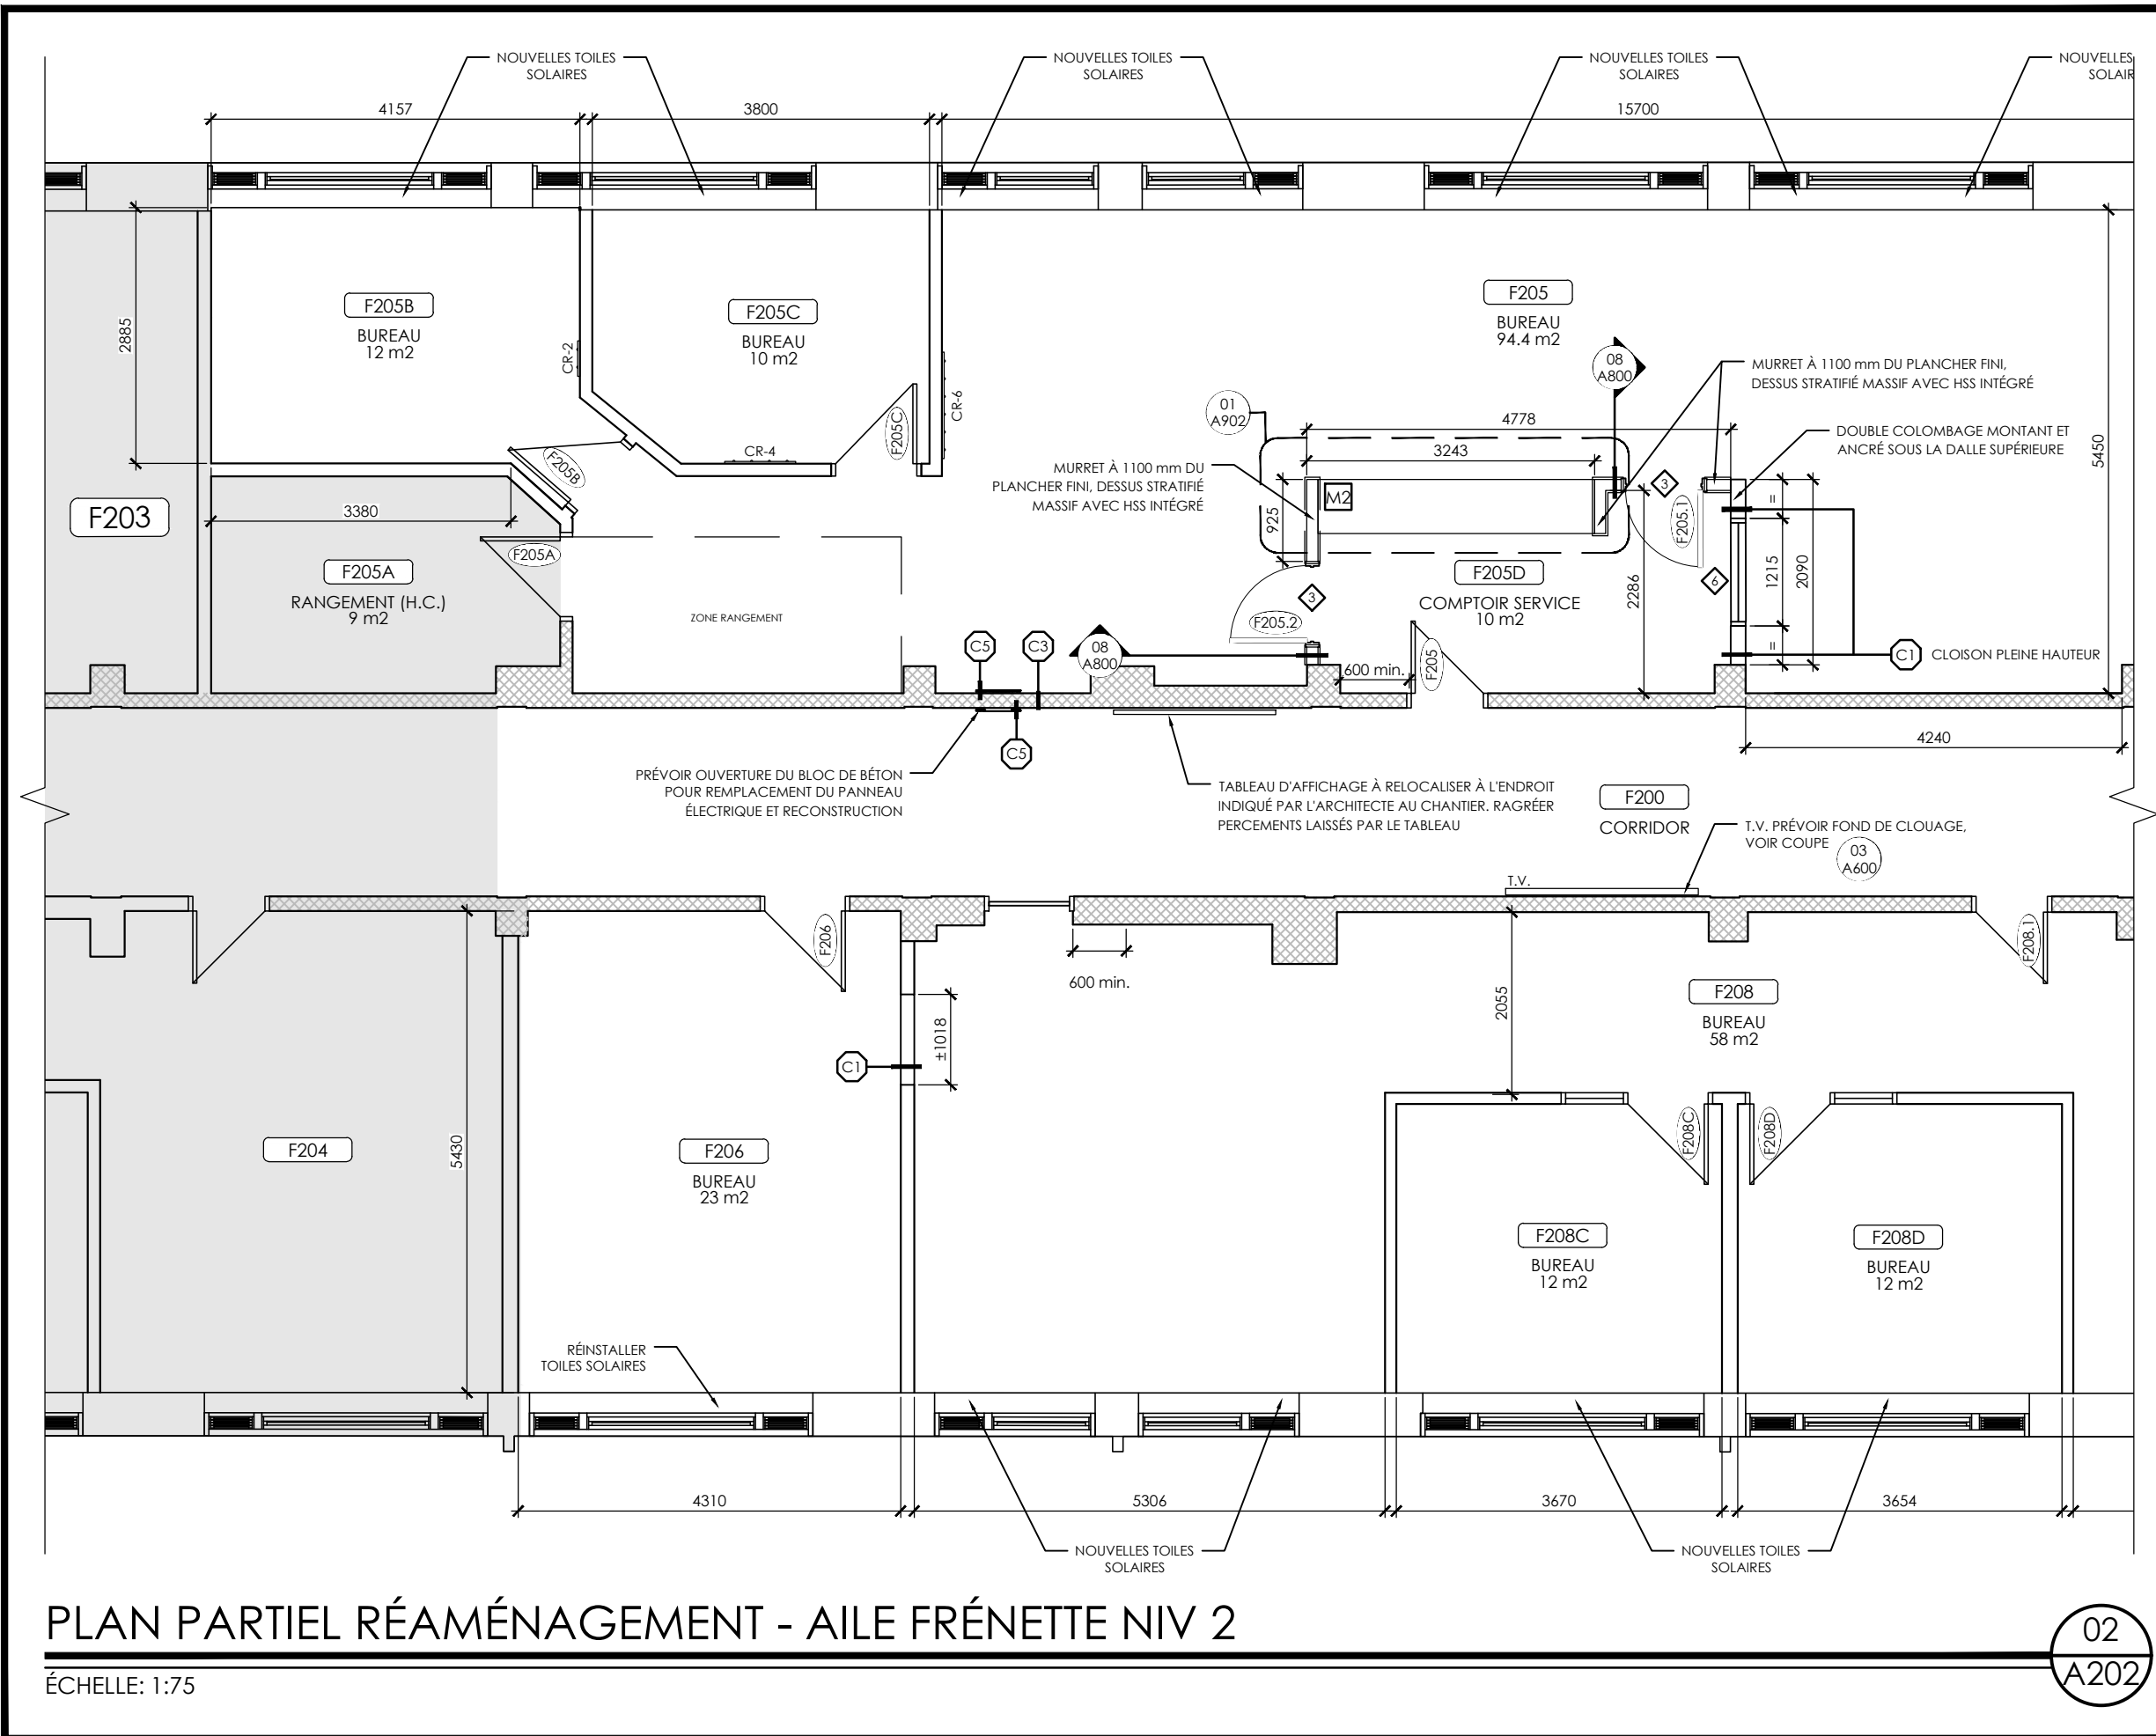 NOUVELLES TOILES
SOLAIRES
NOUVELLES TOILES
SOLAIRES
NOUVELLES TOILES
SOLAIRES
NOUVELLES
SOLAIR
4157
3800
15700
2885
F205B
BUREAU
12 m2
CR-2
F205C
BUREAU
10 m2
F205C
CR-6
CR-4
F205B
F205
BUREAU
94.4 m2
08
A800
MURRET À 1100 mm DU PLANCHER FINI,
DESSUS STRATIFIÉ MASSIF AVEC HSS INTÉGRÉ
01
A902
4778
3243
DOUBLE COLOMBAGE MONTANT ET
ANCRÉ SOUS LA DALLE SUPÉRIEURE
5450
MURRET À 1100 mm DU
PLANCHER FINI, DESSUS STRATIFIÉ
MASSIF AVEC HSS INTÉGRÉ
M2
3
925
F205.1
=
1215
2090
=
6
2286
F203
3380
F205A
F205A
RANGEMENT (H.C.)
9 m2
ZONE RANGEMENT
F205D
COMPTOIR SERVICE
10 m2
3
F205.2
C5
C3
08
A800
600 min.
F205
C1
CLOISON PLEINE HAUTEUR
C5
4240
PRÉVOIR OUVERTURE DU BLOC DE BÉTON
POUR REMPLACEMENT DU PANNEAU
ÉLECTRIQUE ET RECONSTRUCTION
TABLEAU D'AFFICHAGE À RELOCALISER À L'ENDROIT
INDIQUÉ PAR L'ARCHITECTE AU CHANTIER. RAGRÉER
PERCEMENTS LAISSÉS PAR LE TABLEAU
F200
CORRIDOR
T.V. PRÉVOIR FOND DE CLOUAGE,
VOIR COUPE
03
A600
T.V.
F206
600 min.
F208.1
2055
F208
BUREAU
58 m2
±1018
C1
F204
5430
F206
BUREAU
23 m2
F208C
F208D
F208C
BUREAU
12 m2
F208D
BUREAU
12 m2
RÉINSTALLER
TOILES SOLAIRES
4310
5306
3670
3654
NOUVELLES TOILES
SOLAIRES
NOUVELLES TOILES
SOLAIRES
PLAN PARTIEL RÉAMÉNAGEMENT - AILE FRÉNETTE NIV 2
02
A202
ÉCHELLE: 1:75